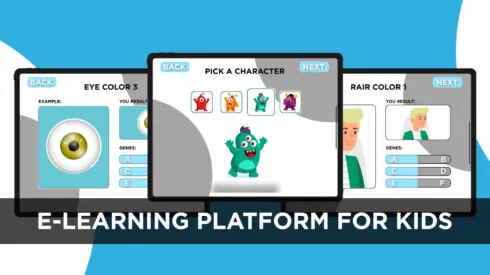 BACK
EYE COLOR 3
EXAMPLE:
YOU RESULT:
GENES:
A
C
E
BACK
NEXT
PICK A CHARACTER
NEXT
RAIR COLOR 1
YOU RESULT:
GENES:
A B
C D
E F
E-LEARNING PLATFORM FOR KIDS